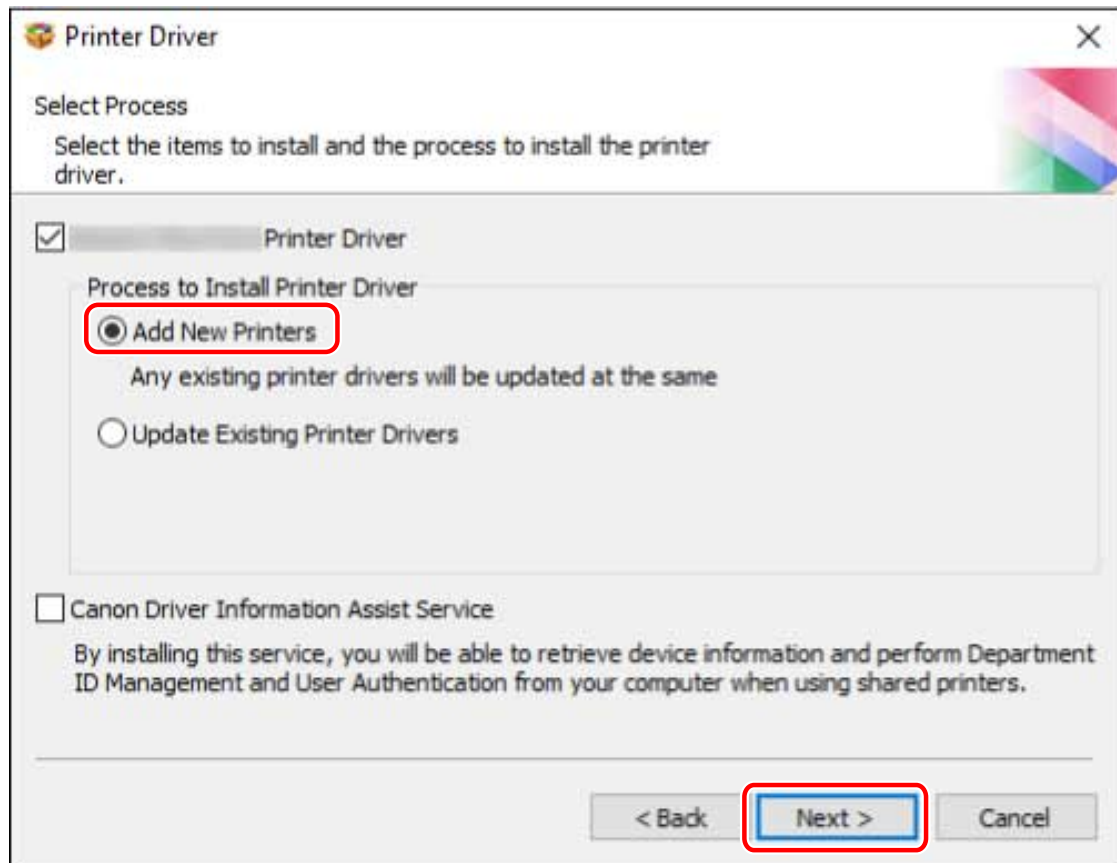 Printer Driver
Select Process
Select the items to install and the process to install the printer
driver.
Printer Driver
Process to Install Printer Driver
Add New Printers
Any existing printer drivers will be updated at the same
Update Existing Printer Drivers
Canon Driver Information Assist Service
By installing this service, you will be able to retrieve device information and perform Department
ID Management and User Authentication from your computer when using shared printers.
< Back
Next >
Cancel